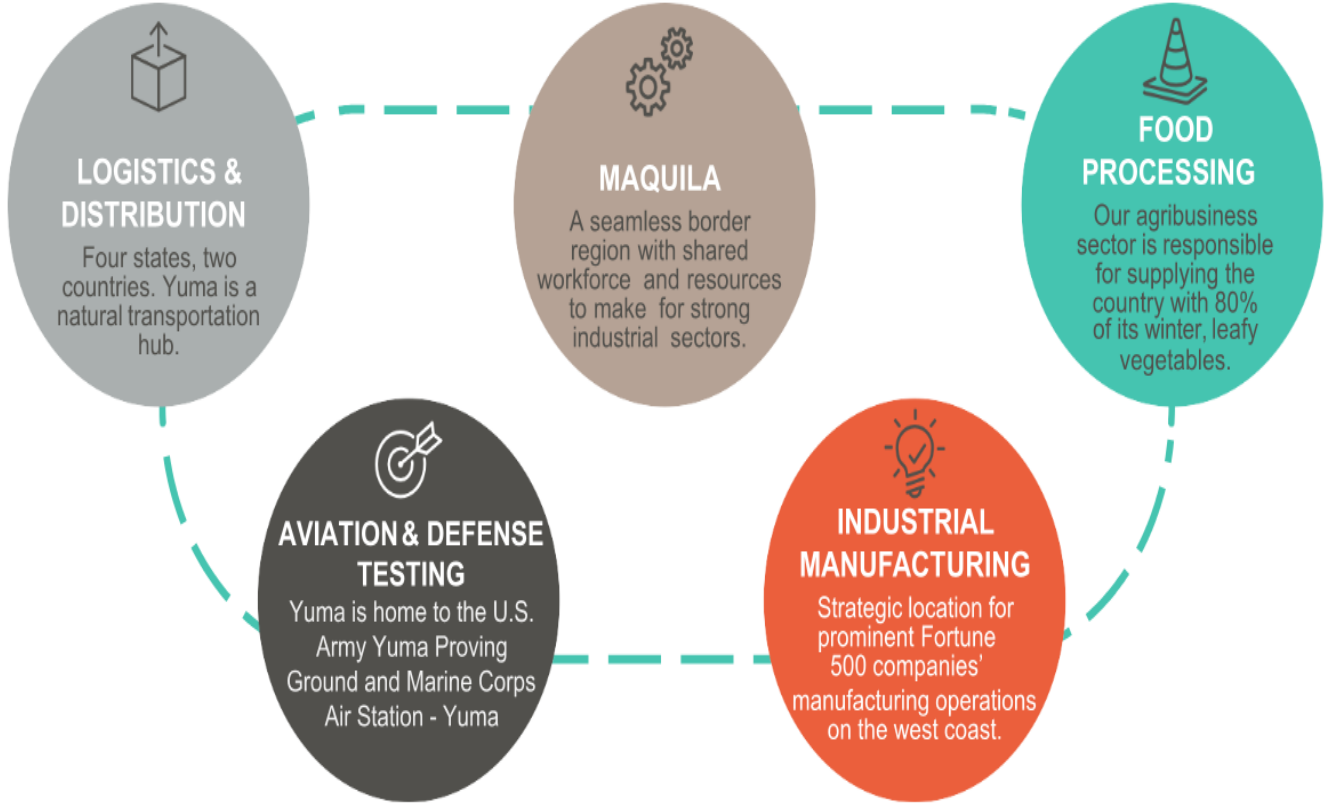 LOGISTICS &
DISTRIBUTION
Four states, two
countries. Yuma is a
natural transportation
hub.
MAQUILA
A seamless border
region with shared
workforce and resources
to make for strong
industrial sectors.
FOOD
PROCESSING
Our agribusiness
sector is responsible
for supplying the
country with 80%
of its winter, leafy
vegetables.
AVIATION & DEFENSE
TESTING
Yuma is home to the U.S.
Army Yuma Proving
Ground and Marine Corps
Air Station - Yuma
INDUSTRIAL
MANUFACTURING
Strategic location for
prominent Fortune
500 companies’
manufacturing operations
on the west coast.